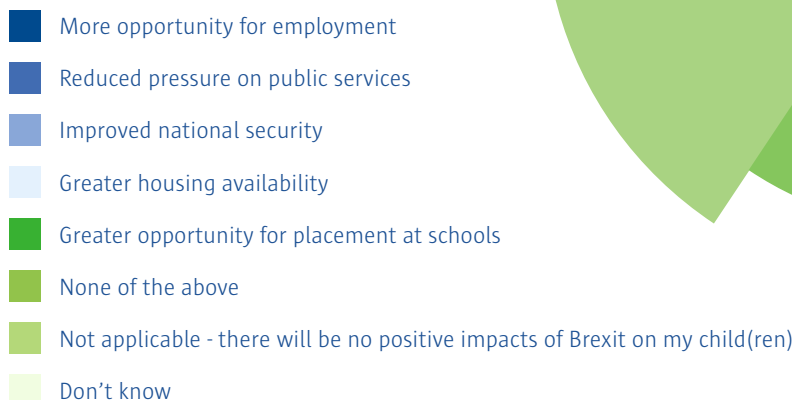 More opportunity for employment
Reduced pressure on public services
Improved national security
Greater housing availability
Greater opportunity for placement at schools
None of the above
Not applicable - there will be no positive impacts of Brexit on my child(ren)
Don’t know